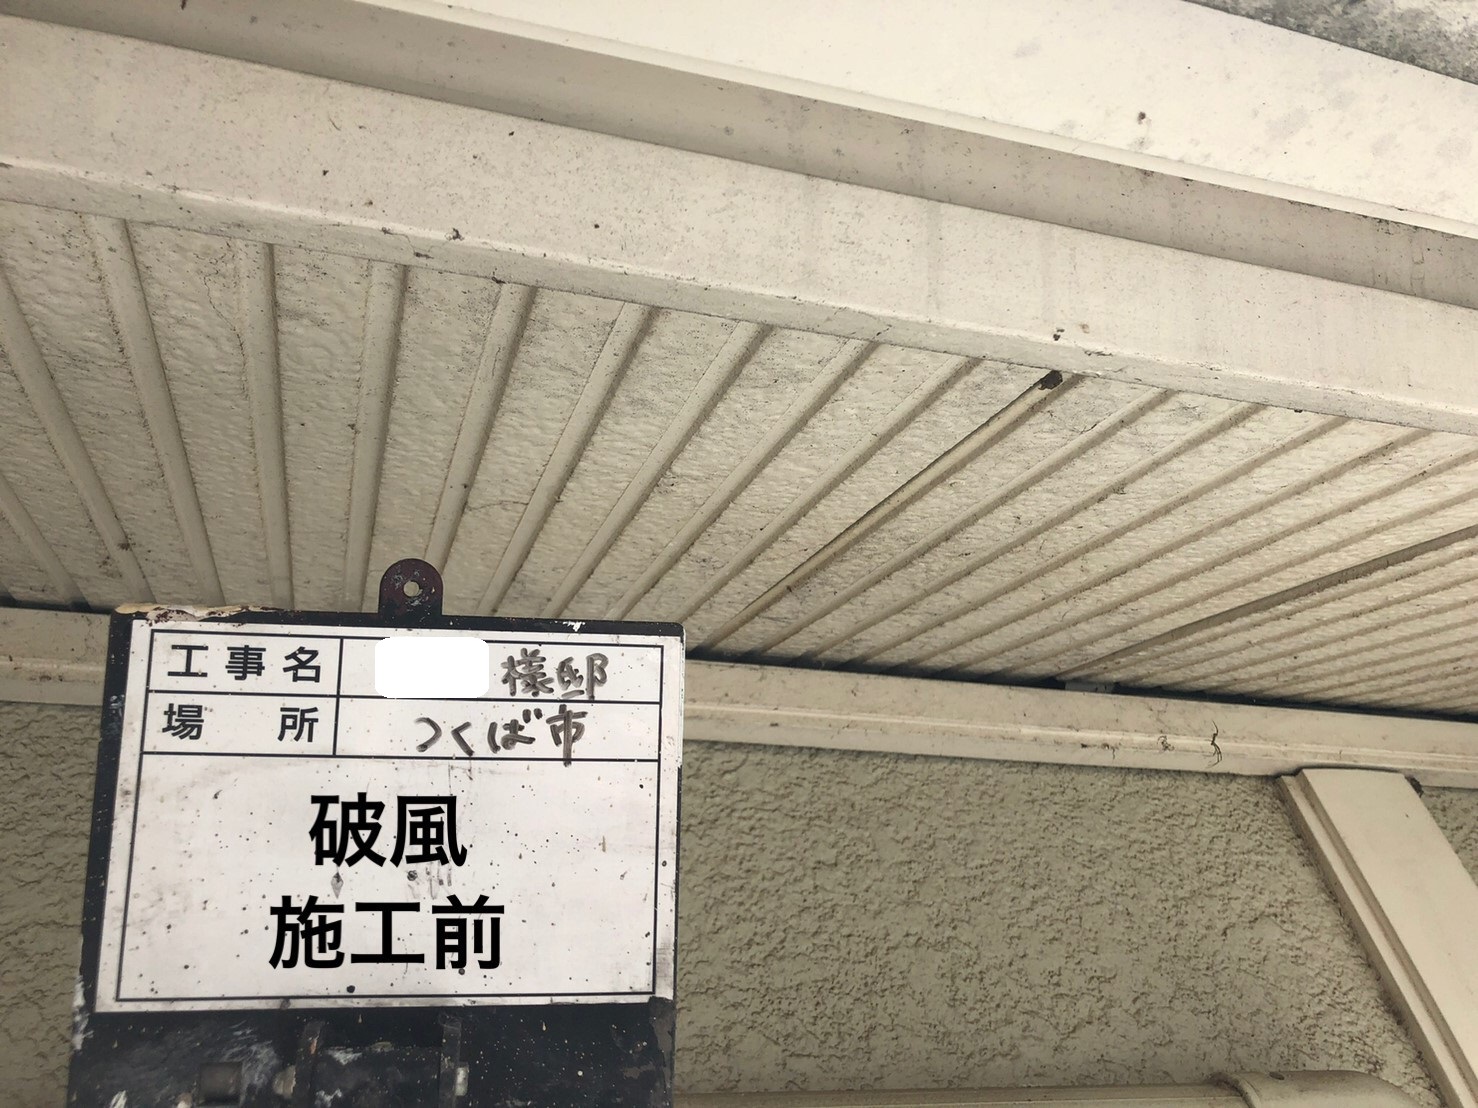 工事名 様邸
場所 つくば市
破風
施工前